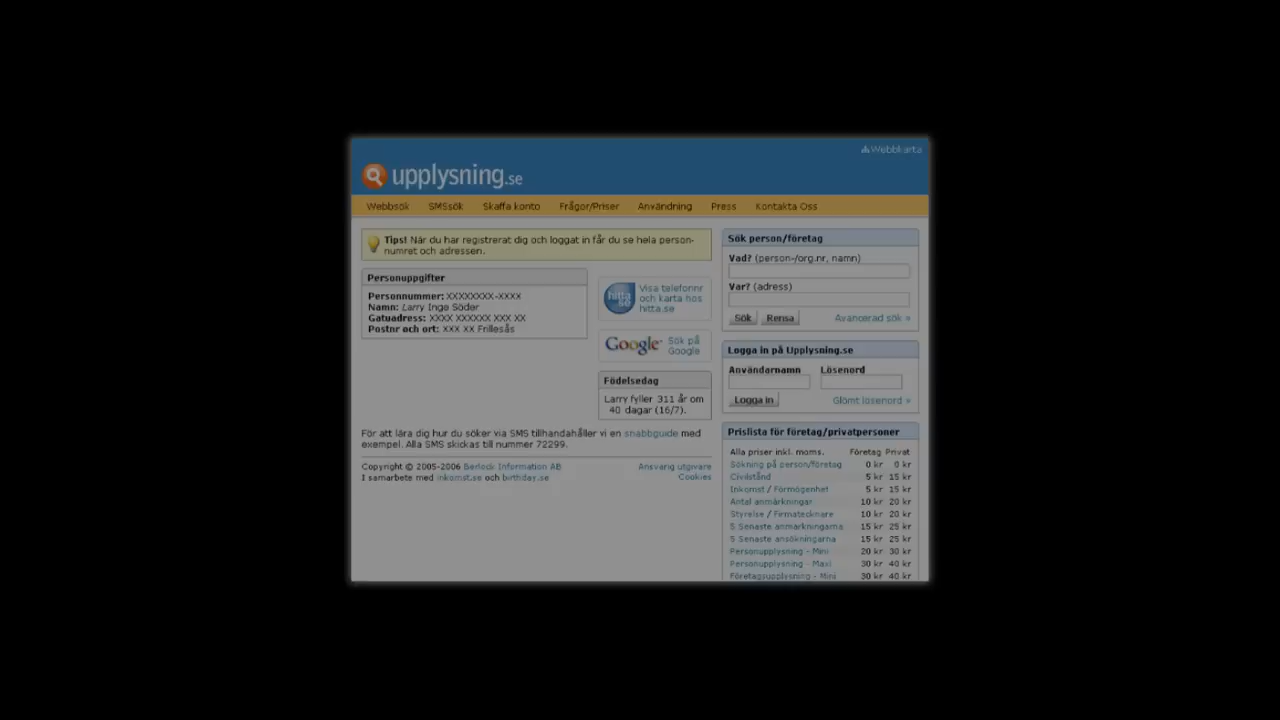 Webbkarta
upplysning.se
Webbsök SMSsök Skaffa konto Frågor/Priser Användning Press Kontakta Oss
Tips! När du har registrerat dig och loggat in får du se hela person-
numret och adressen.
Personuppgifter
Personnummer: XXXXXXXX-XXXX
Namn: Larry Inge Söder
Gatuadress: XXXX XXXXXX XXX XX
Postnr och ort: XXX XX Frillesås
hitta.se
Visa telefonnr
och karta hos
hitta.se
Google
Sök på
Google
Födelsedag
Larry fyller 311 år om
40 dagar (16/7).
För att lära dig hur du söker via SMS tillhandahåller vi en snabbguide med
exempel. Alla SMS skickas till nummer 72299.
Copyright © 2005-2006 Berlock Information AB
I samarbete med inkomst.se och birthday.se
Ansvarig utgivare
Cookies
Sök person/företag
Vad? (person-/org.nr, namn)
Var? (adress)
Sök Rensa Avancerad sök »
Logga in på Upplysning.se
Användarnamn Lösenord
Logga in Glömt lösenord »
Prislista för företag/privatpersoner
Alla priser inkl. moms. Företag Privat
Sökning på person/företag 0 kr 0 kr
Civilstånd 5 kr 15 kr
Inkomst / Förmögenhet 5 kr 15 kr
Antal anmärkningar 10 kr 20 kr
Styrelse / Firmatecknare 10 kr 20 kr
5 Senaste anmärkningarna 15 kr 25 kr
5 Senaste ansökningarna 15 kr 25 kr
Personupplysning - Mini 20 kr 30 kr
Personupplysning - Maxi 30 kr 40 kr
Företagsupplysning - Mini 30 kr 40 kr